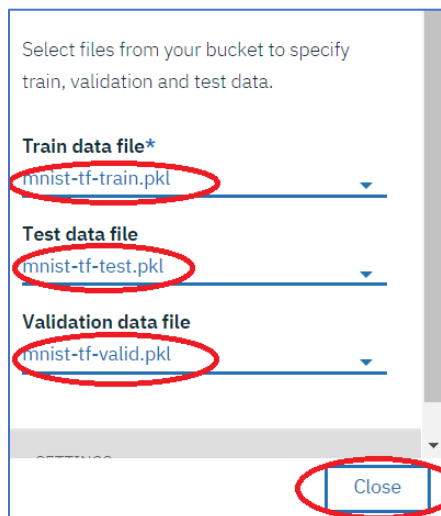 Select files from your bucket to specify
train, validation and test data.
Train data file*
mnist-tf-train.pkl
Test data file
mnist-tf-test.pkl
Validation data file
mnist-tf-valid.pkl
SETTINGS
Close